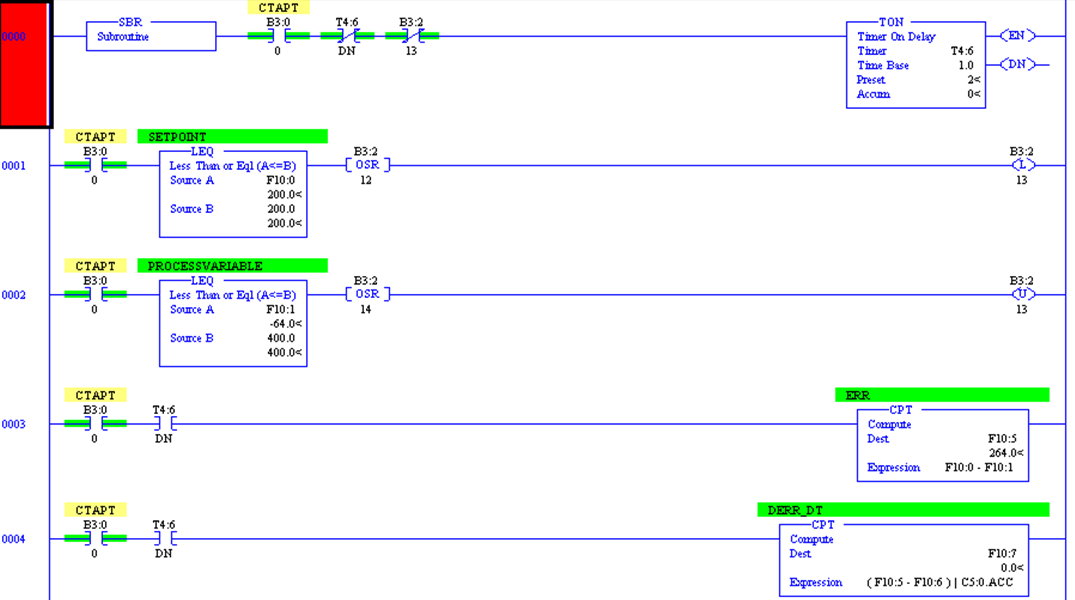 CTAPT
SBR B3:0 T4:6 B3:2 TON
0000 Subroutine Timer On Delay EN
0 DN 13 Timer T4:6
Time Base 1.0 DN
Preset 2<
Accum 0<
CTAPT SETPOINT
B3:0 LEQ B3:2 B3:2
0001 Less Than or Eql (A<=B) OSR L
0 Source A F10:0 12 13
200.0<
Source B 200.0
200.0<
CTAPT PROCESSVARIABLE
B3:0 LEQ B3:2 B3:2
0002 Less Than or Eql (A<=B) OSR U
0 Source A F10:1 14 13
-64.0<
Source B 400.0
400.0<
CTAPT ERR
B3:0 T4:6 CPT
0003 Compute
0 DN Dest F10:5
264.0<
Expression F10:0 - F10:1
CTAPT DERR_DT
B3:0 T4:6 CPT
0004 Compute
0 DN Dest F10:7
0.0<
Expression ( F10:5 - F10:6 ) | C5:0.ACC